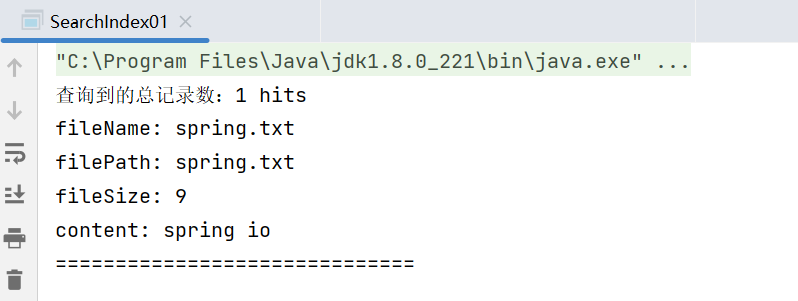 SearchIndex01
"C:\Program Files\Java\jdk1.8.0_221\bin\java.exe" ...
查询到的总记录数：1 hits
fileName: spring.txt
filePath: spring.txt
fileSize: 9
content: spring io
==============================